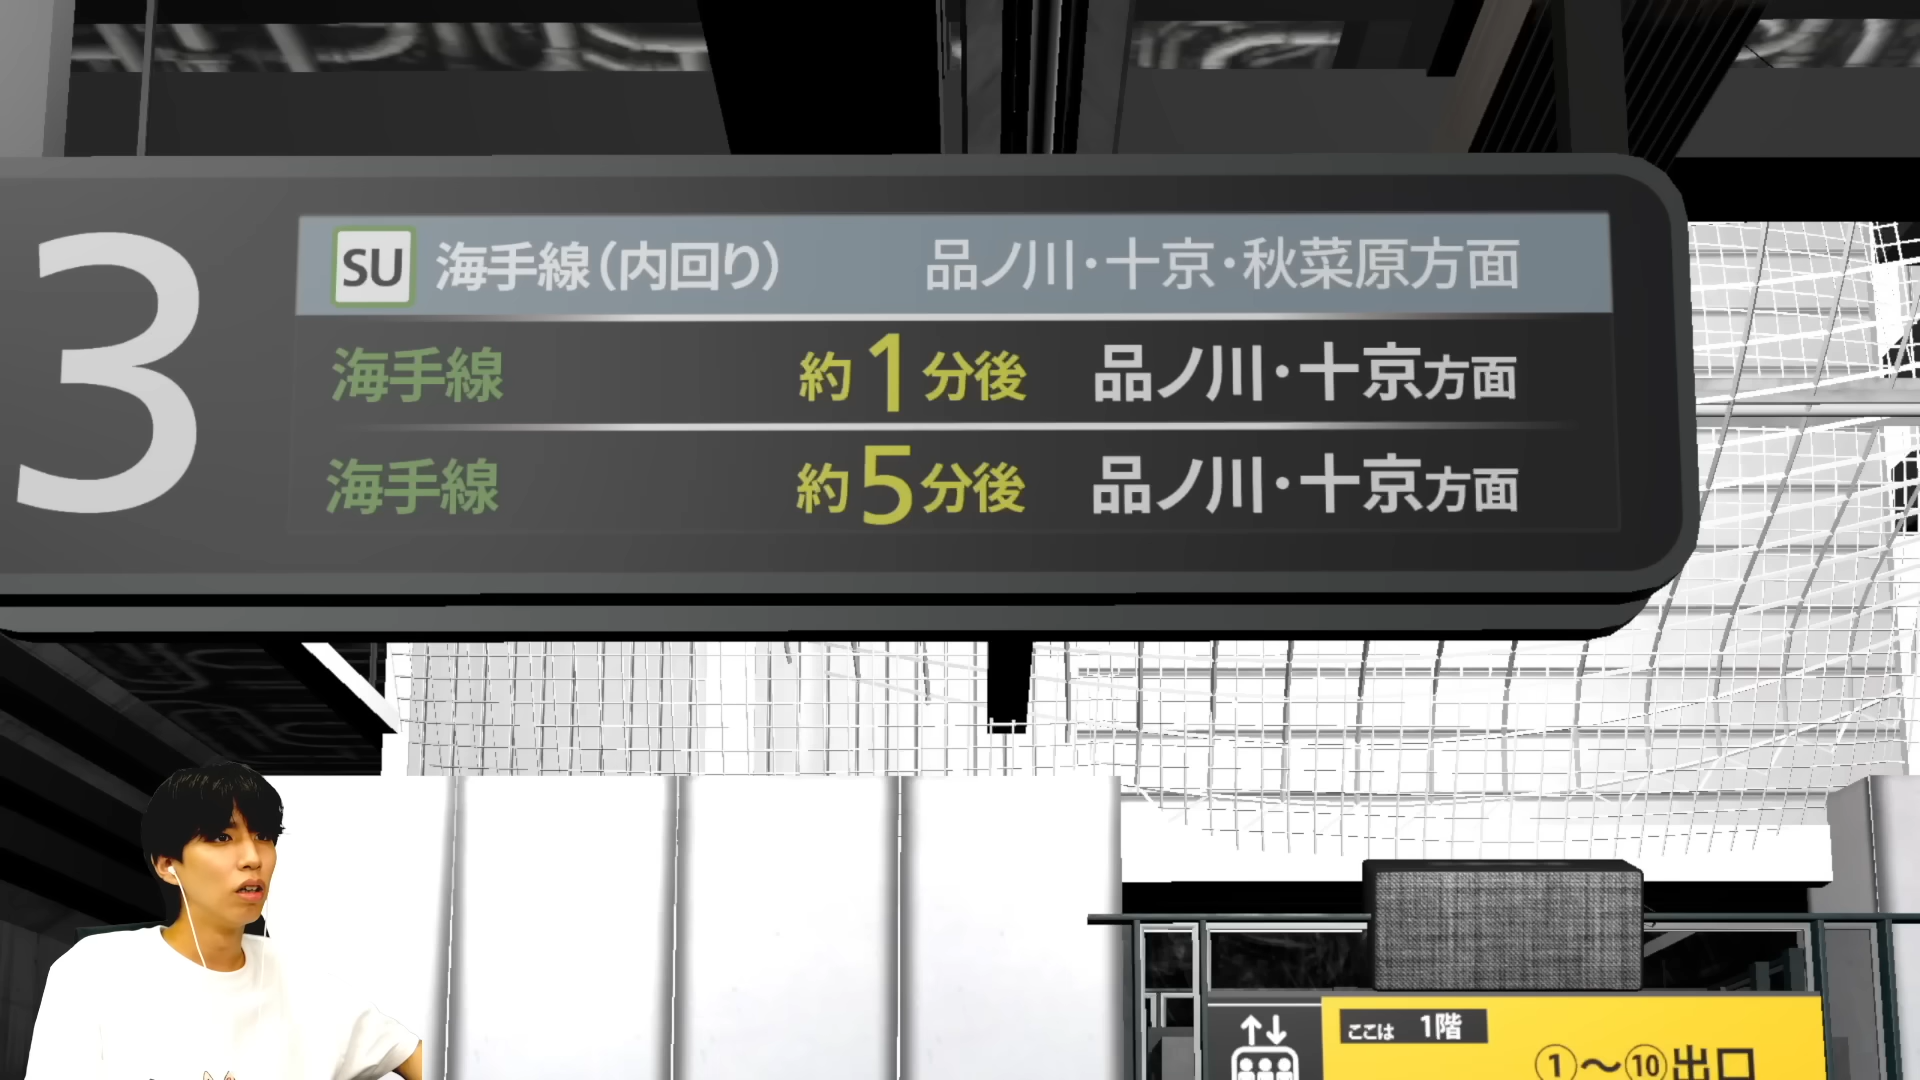 3
SU 海手線（内回り） 品ノ川・十京・秋菜原方面
海手線 約1分後 品ノ川・十京方面
海手線 約5分後 品ノ川・十京方面
ここは 1階
①～⑩出口